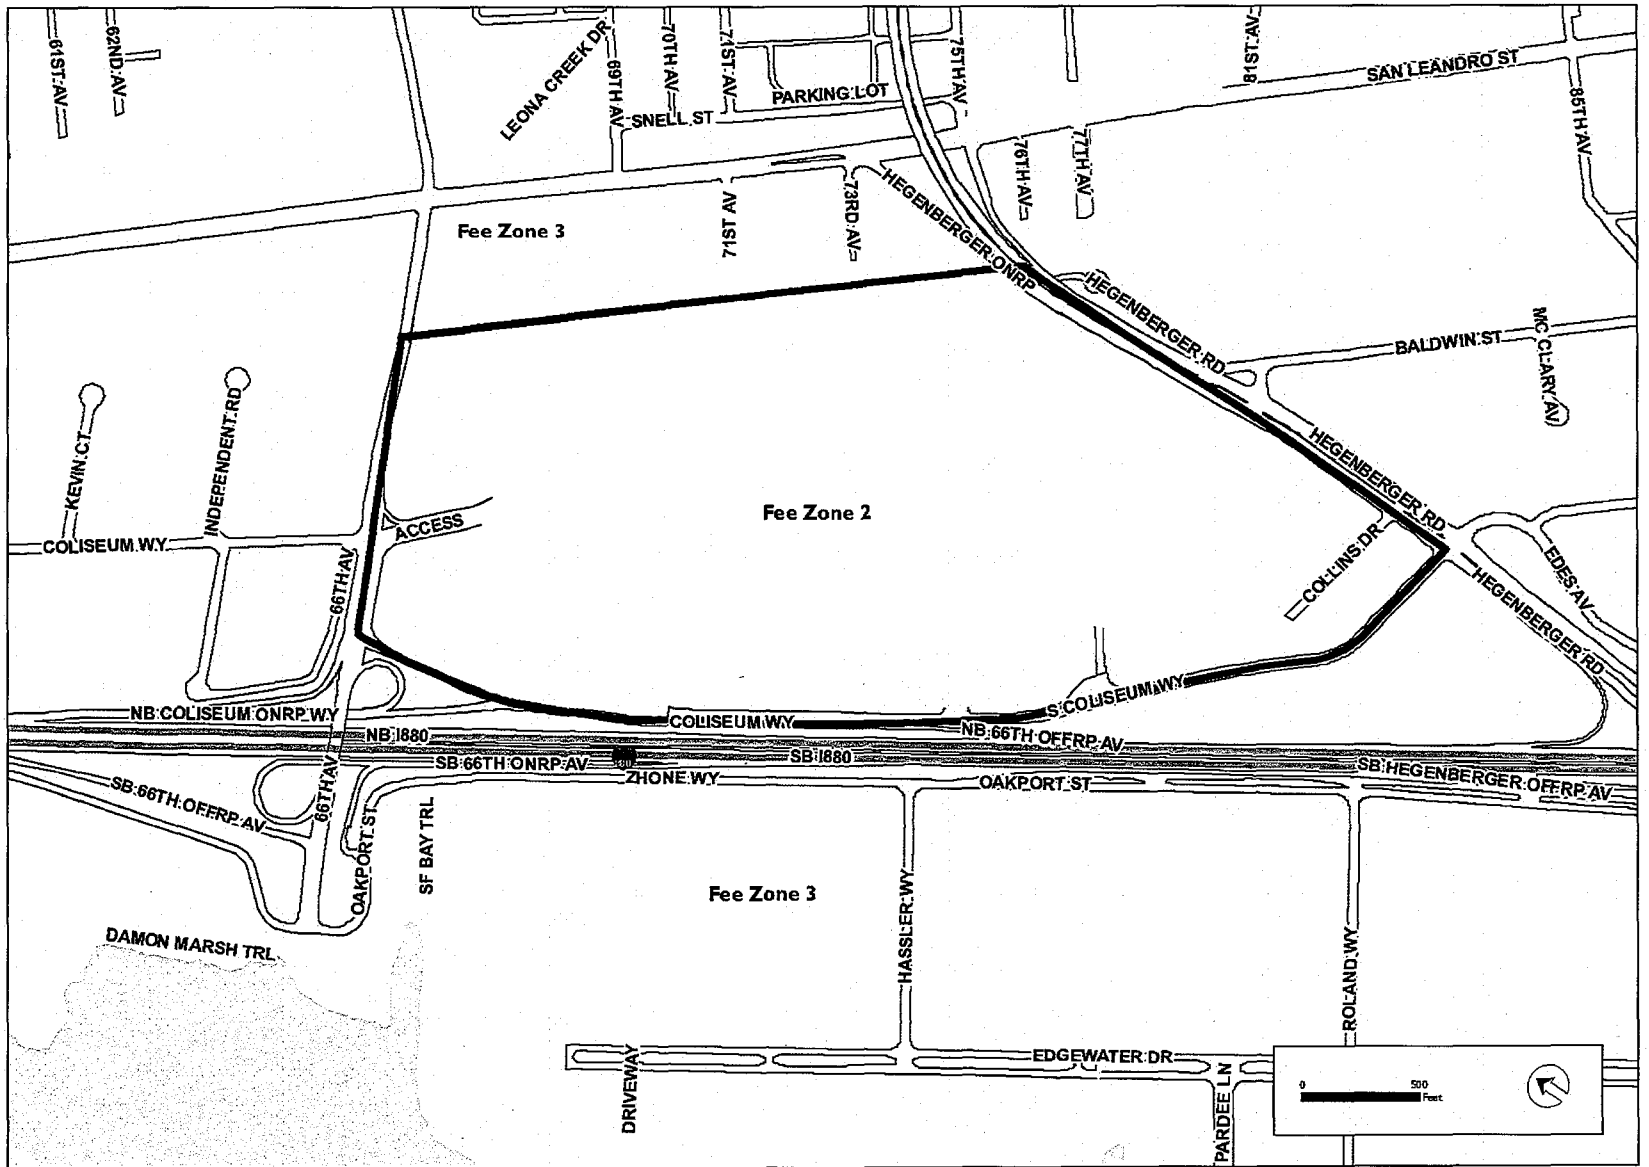 61ST AV
62ND AV
LEONA CREEK DR
69TH AV
70TH AV
71ST AV
PARKING LOT
SNELL ST
75TH AV
81ST AV
SAN LEANDRO ST
85TH AV
76TH AV
77TH AV
Fee Zone 3
71ST AV
73RD AV
HEGENBERGER ONRP
HEGENBERGER RD
BALDWIN ST
MC CLARY AV
KEVIN CT
INDEPENDENT RD
HEGENBERGER RD
Fee Zone 2
ACCESS
COLISEUM WY
66TH AV
COLLINS DR
EDES AV
HEGENBERGER RD
S COLISEUM WY
NB COLISEUM ONRP WY
COLISEUM WY
NB 66TH OFFRP AV
NB I880
SB I880
SB 66TH ONRP AV
ZHONE WY
OAKPORT ST
SB HEGENBERGER OFFRP AV
SB 66TH OFFRP AV
66TH AV
OAKPORT ST
SF BAY TRL
Fee Zone 3
HASSLER WY
ROLAND WY
DAMON MARSH TRL
EDGEWATER DR
DRIVEWAY
PARDEE LN
0 500
Feet